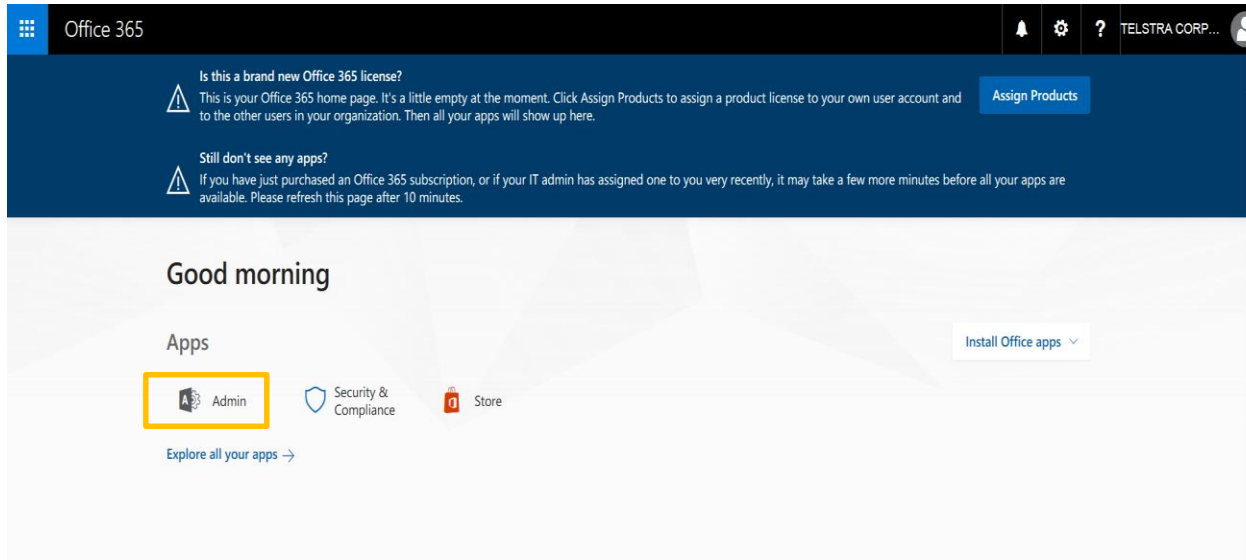 Office 365
? TELSTRA CORP...
Is this a brand new Office 365 license?
This is your Office 365 home page. It's a little empty at the moment. Click Assign Products to assign a product license to your own user account and
to the other users in your organization. Then all your apps will show up here.
Assign Products
Still don't see any apps?
If you have just purchased an Office 365 subscription, or if your IT admin has assigned one to you very recently, it may take a few more minutes before all your apps are
available. Please refresh this page after 10 minutes.
Good morning
Apps
Install Office apps
Admin
Security &
Compliance
Store
Explore all your apps →